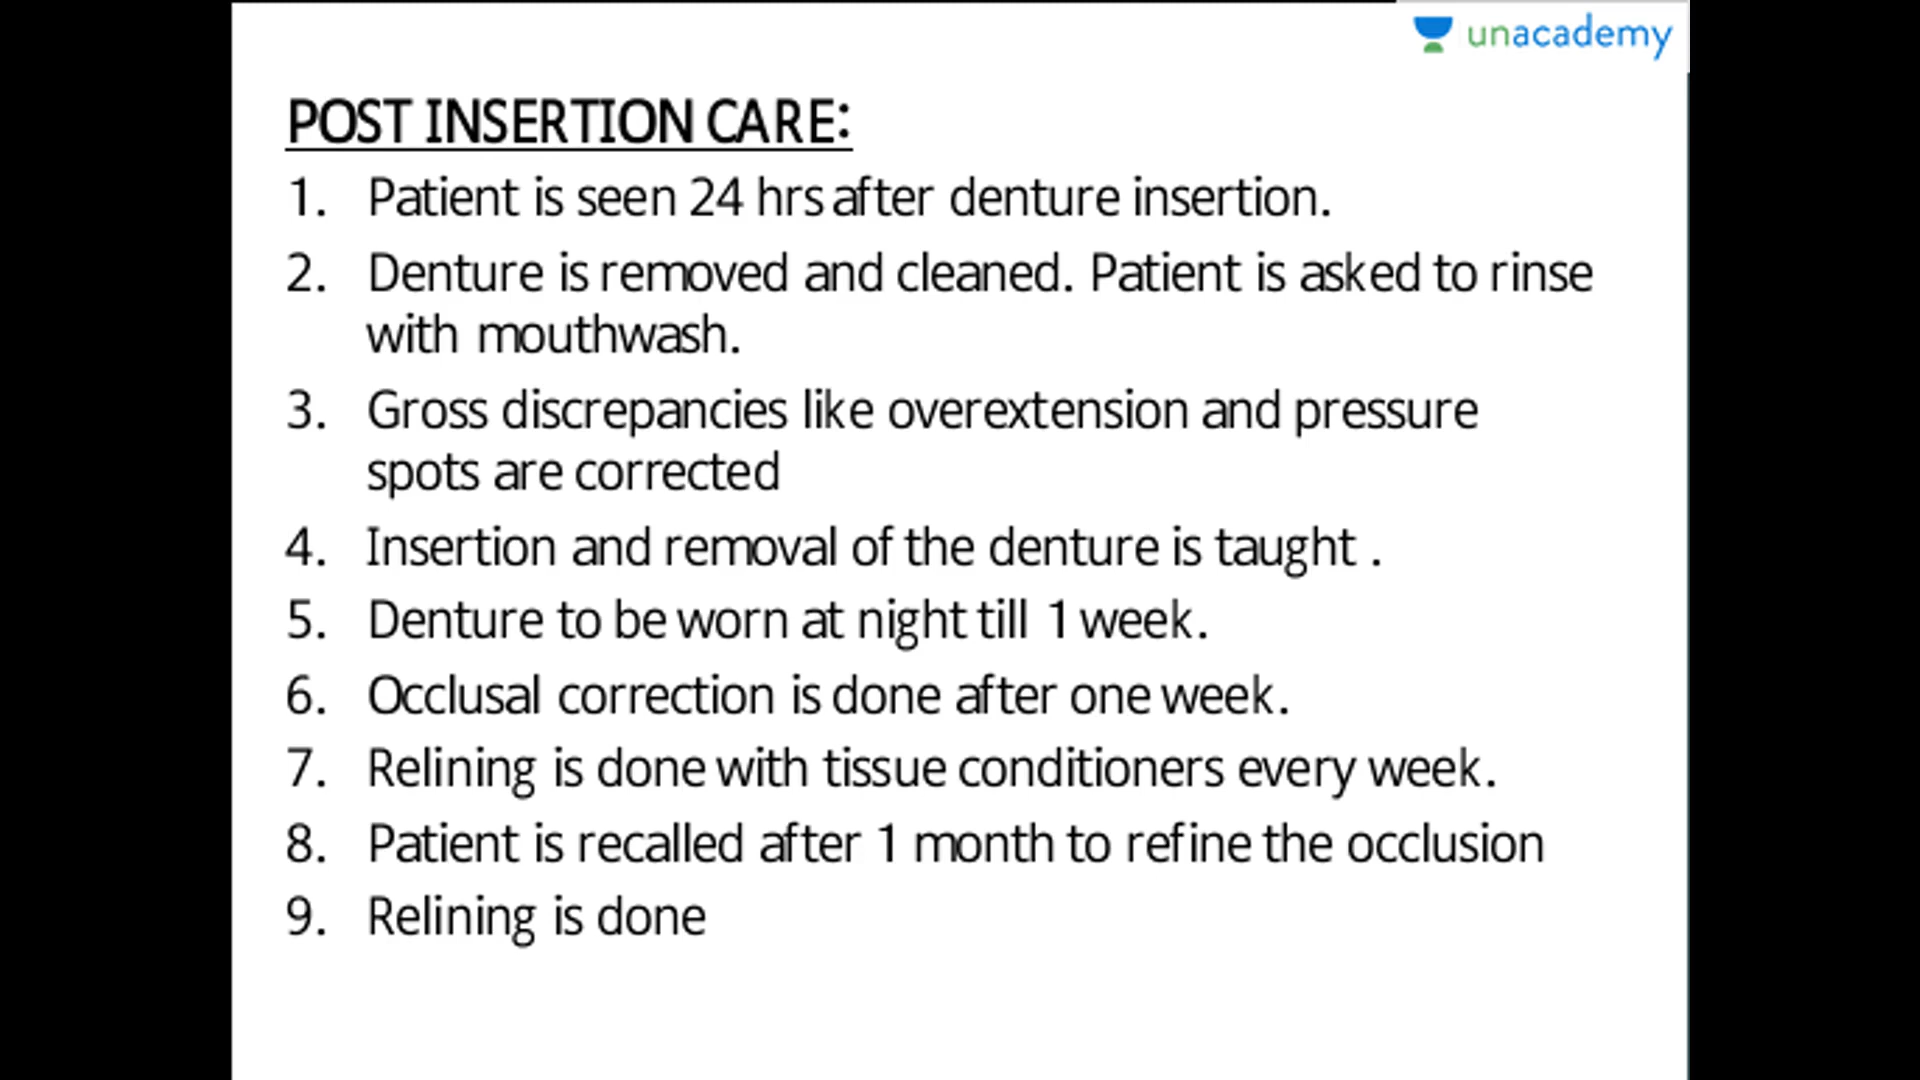 unacademy
POST INSERTION CARE:
1. Patient is seen 24 hrs after denture insertion.
2. Denture is removed and cleaned. Patient is asked to rinse
with mouthwash.
3. Gross discrepancies like overextension and pressure
spots are corrected
4. Insertion and removal of the denture is taught .
5. Denture to be worn at night till 1 week.
6. Occlusal correction is done after one week.
7. Relining is done with tissue conditioners every week.
8. Patient is recalled after 1 month to refine the occlusion
9. Relining is done